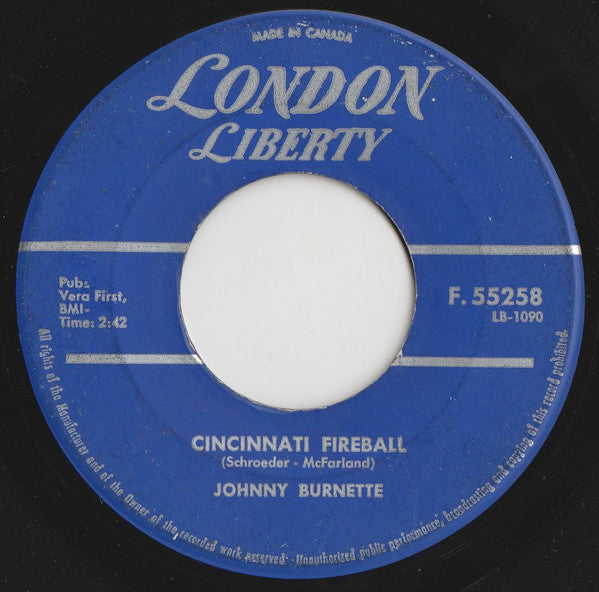 MADE IN CANADA
LONDON
LIBERTY
Pub:
Vera First,
BMI-
Time: 2:42
F. 55258
LB-1090
CINCINNATI FIREBALL
(Schroeder - McFarland)
JOHNNY BURNETTE
All rights of the Manufacturer and of the Owner of the recorded work reserved · Unauthorized public performance, broadcasting and copying of this record prohibited.